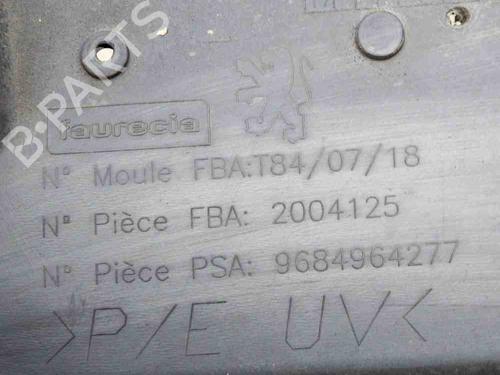 B-PARTS
faurecia
N° Moule FBA:T84/07/18
N° Pièce FBA: 2004125
N° Pièce PSA: 9684964277
>P/E UV<